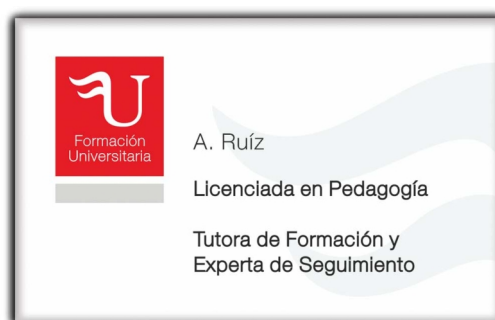 Formación
Universitaria
A. Ruíz
Licenciada en Pedagogía
Tutora de Formación y
Experta de Seguimiento